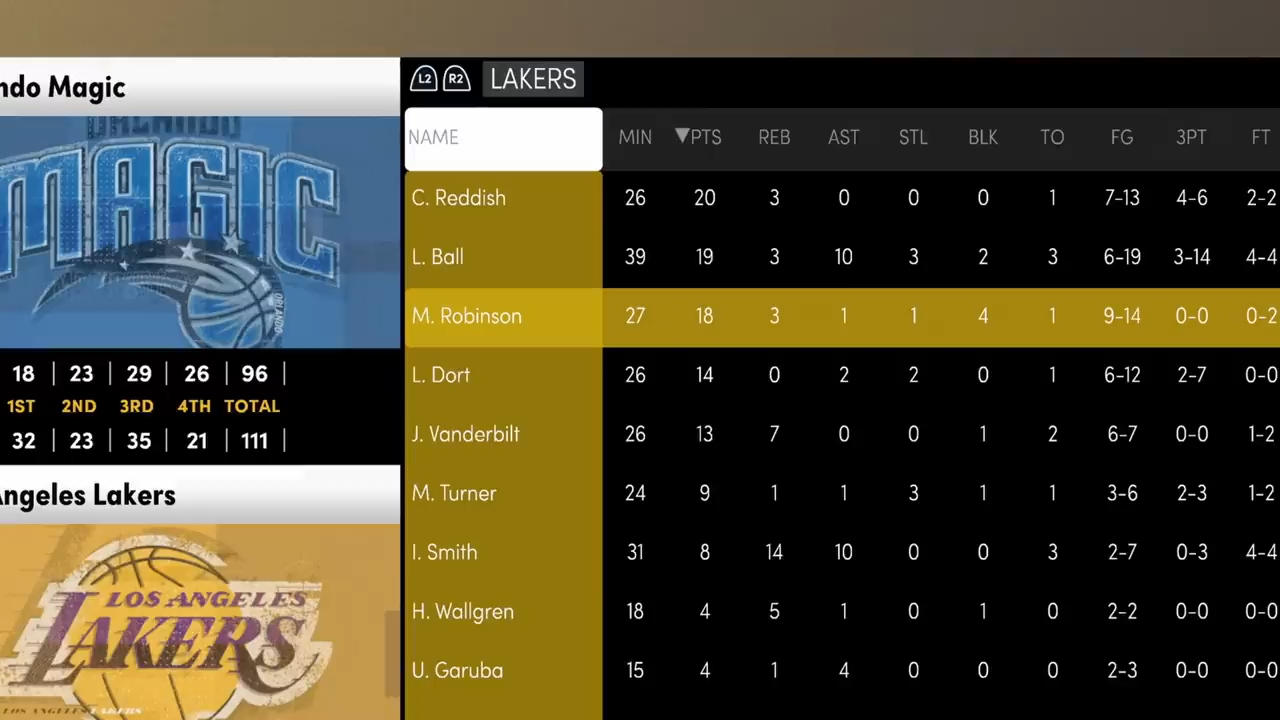 ndo Magic
ORLANDO
MAGIC
ORLANDO
18 | 23 | 29 | 26 | 96 |
1ST 2ND 3RD 4TH TOTAL
32 | 23 | 35 | 21 | 111 |
Angeles Lakers
LOS ANGELES
LAKERS
LOS ANGELES LAKERS
L2 R2 LAKERS
NAME MIN ▼PTS REB AST STL BLK TO FG 3PT FT
C. Reddish 26 20 3 0 0 0 1 7-13 4-6 2-2
L. Ball 39 19 3 10 3 2 3 6-19 3-14 4-4
M. Robinson 27 18 3 1 1 4 1 9-14 0-0 0-2
L. Dort 26 14 0 2 2 0 1 6-12 2-7 0-0
J. Vanderbilt 26 13 7 0 0 1 2 6-7 0-0 1-2
M. Turner 24 9 1 1 3 1 1 3-6 2-3 1-2
I. Smith 31 8 14 10 0 0 3 2-7 0-3 4-4
H. Wallgren 18 4 5 1 0 1 0 2-2 0-0 0-0
U. Garuba 15 4 1 4 0 0 0 2-3 0-0 0-0